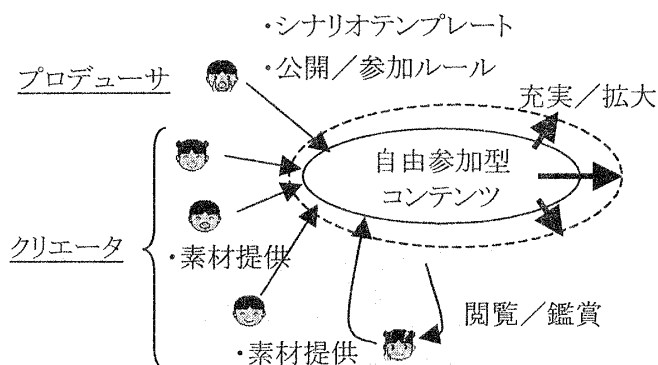 ・シナリオテンプレート
プロデューサ
・公開／参加ルール
充実／拡大
自由参加型
コンテンツ
クリエータ
・素材提供
閲覧／鑑賞
・素材提供